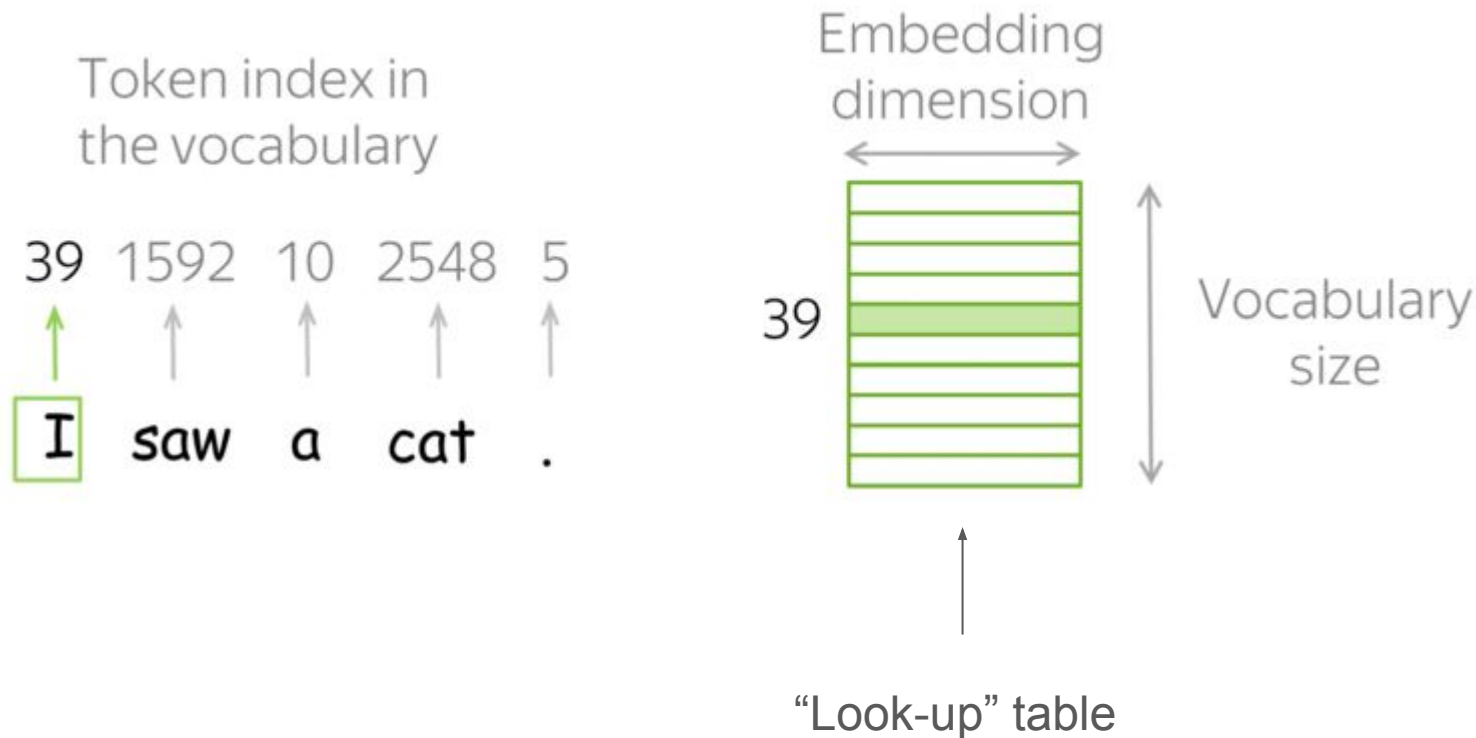 Token index in
the vocabulary
39 1592 10 2548 5
I saw a cat .
Embedding
dimension
39
Vocabulary
size
“Look-up” table